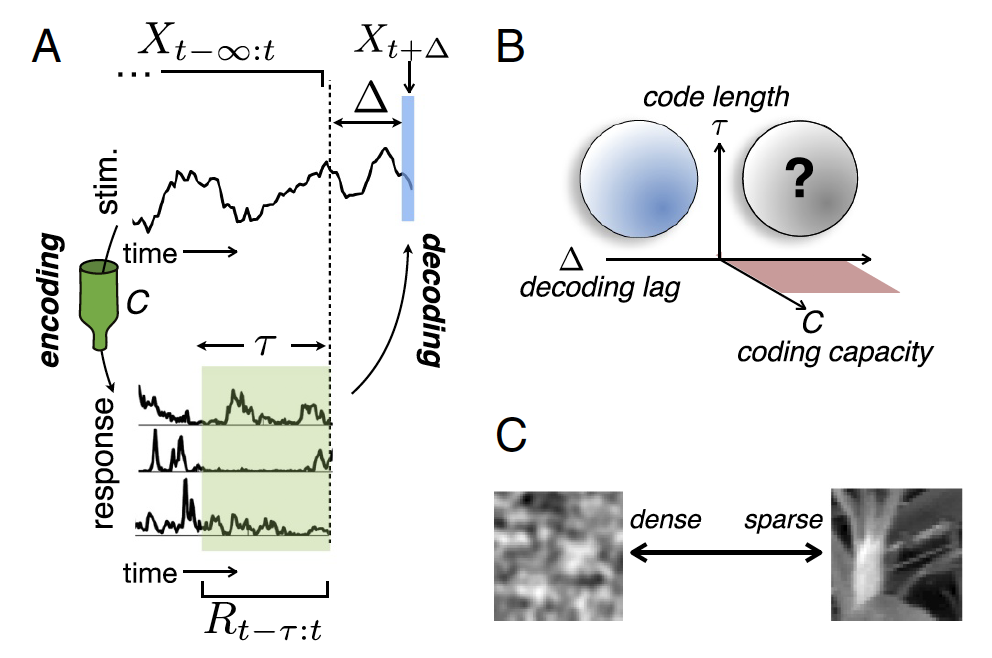 A
X_{t−∞:t}
...
X_{t+Δ}
Δ
stim.
time
encoding
C
decoding
τ
response
time
R_{t−τ:t}
B
code length
τ
?
Δ
decoding lag
C
coding capacity
C
dense
sparse